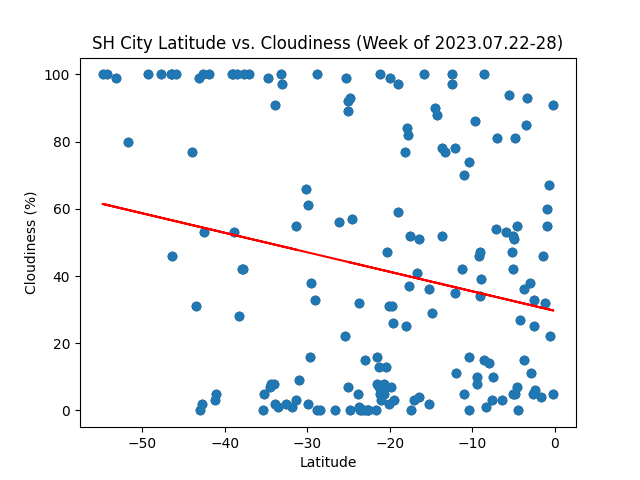 SH City Latitude vs. Cloudiness (Week of 2023.07.22-28)
100
80
60
40
20
0
Cloudiness (%)
−50 −40 −30 −20 −10 0
Latitude